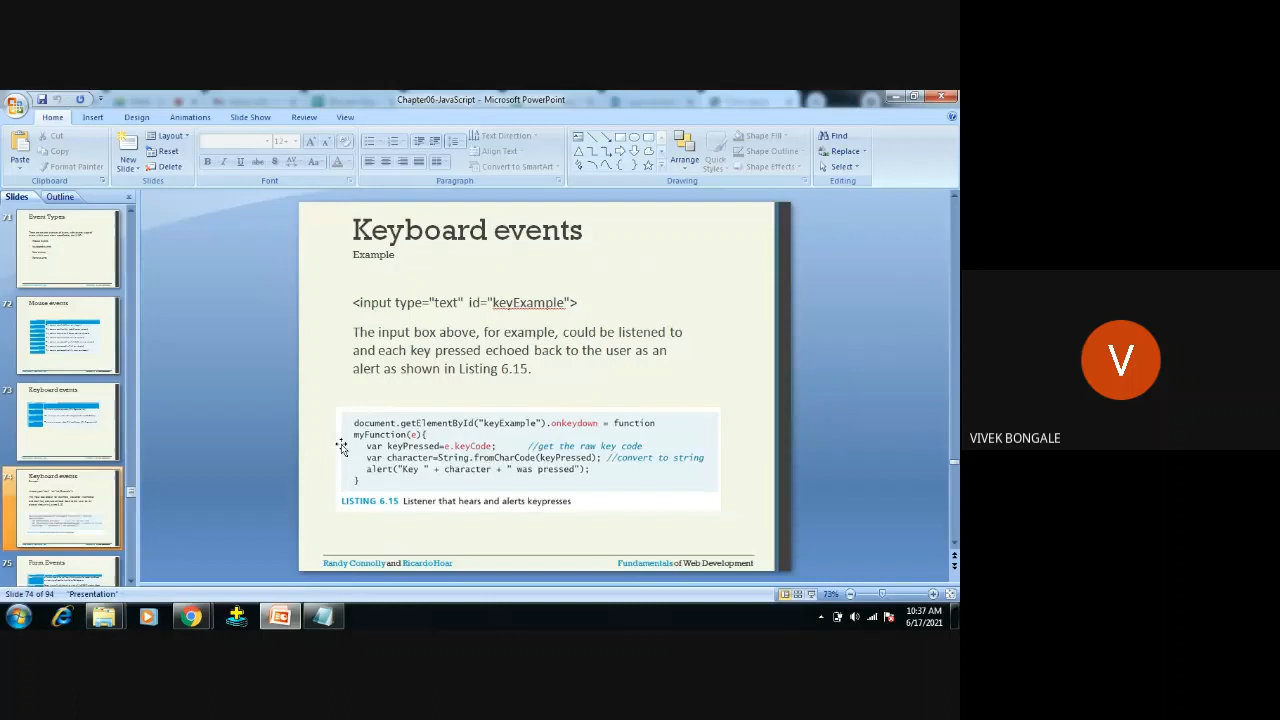 Chapter06-JavaScript - Microsoft PowerPoint
Home Insert Design Animations Slide Show Review View
Paste
Cut
Copy
Format Painter
Clipboard
New Slide
Layout
Reset
Delete
Slides
12
Font
Paragraph
Text Direction
Align Text
Convert to SmartArt
Arrange
Quick Styles
Shape Fill
Shape Outline
Shape Effects
Drawing
Find
Replace
Select
Editing
Slides Outline
71
Event Types
72
Mouse events
73
Keyboard events
74
Keyboard events
75
Form Events
Keyboard events
Example
<input type="text" id="keyExample">
The input box above, for example, could be listened to
and each key pressed echoed back to the user as an
alert as shown in Listing 6.15.
document.getElementById("keyExample").onkeydown = function
myFunction(e){
var keyPressed=e.keyCode; //get the raw key code
var character=String.fromCharCode(keyPressed); //convert to string
alert("Key " + character + " was pressed");
}
LISTING 6.15 Listener that hears and alerts keypresses
Randy Connolly and Ricardo Hoar Fundamentals of Web Development
Slide 74 of 94 "Presentation" 73%
10:37 AM
6/17/2021
V
VIVEK BONGALE